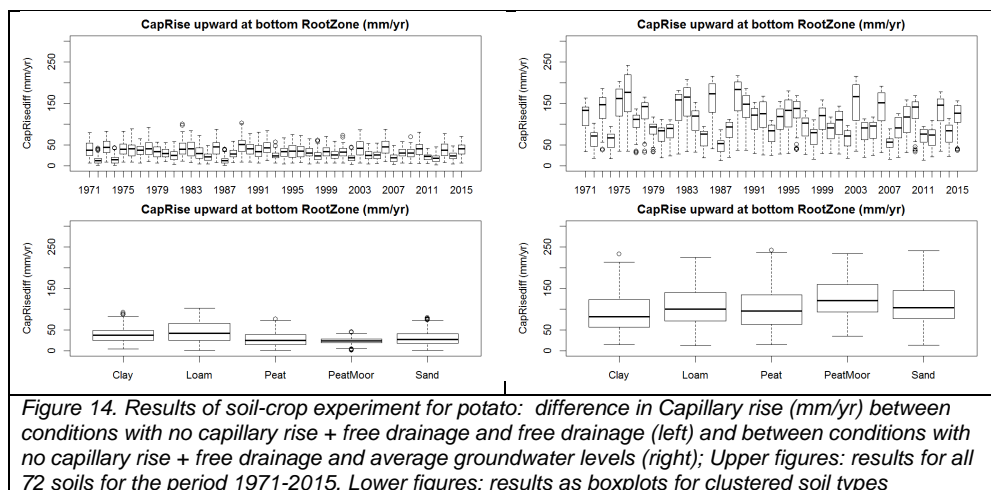 CapRise upward at bottom RootZone (mm/yr)
CapRisediff (mm/yr)
0 50 150 250
1971 1975 1979 1983 1987 1991 1995 1999 2003 2007 2011 2015
CapRise upward at bottom RootZone (mm/yr)
CapRisediff (mm/yr)
0 50 150 250
1971 1975 1979 1983 1987 1991 1995 1999 2003 2007 2011 2015
CapRise upward at bottom RootZone (mm/yr)
CapRisediff (mm/yr)
0 50 150 250
Clay Loam Peat PeatMoor Sand
CapRise upward at bottom RootZone (mm/yr)
CapRisediff (mm/yr)
0 50 150 250
Clay Loam Peat PeatMoor Sand
Figure 14. Results of soil-crop experiment for potato: difference in Capillary rise (mm/yr) between
conditions with no capillary rise + free drainage and free drainage (left) and between conditions with
no capillary rise + free drainage and average groundwater levels (right); Upper figures: results for all
72 soils for the period 1971-2015. Lower figures: results as boxplots for clustered soil types